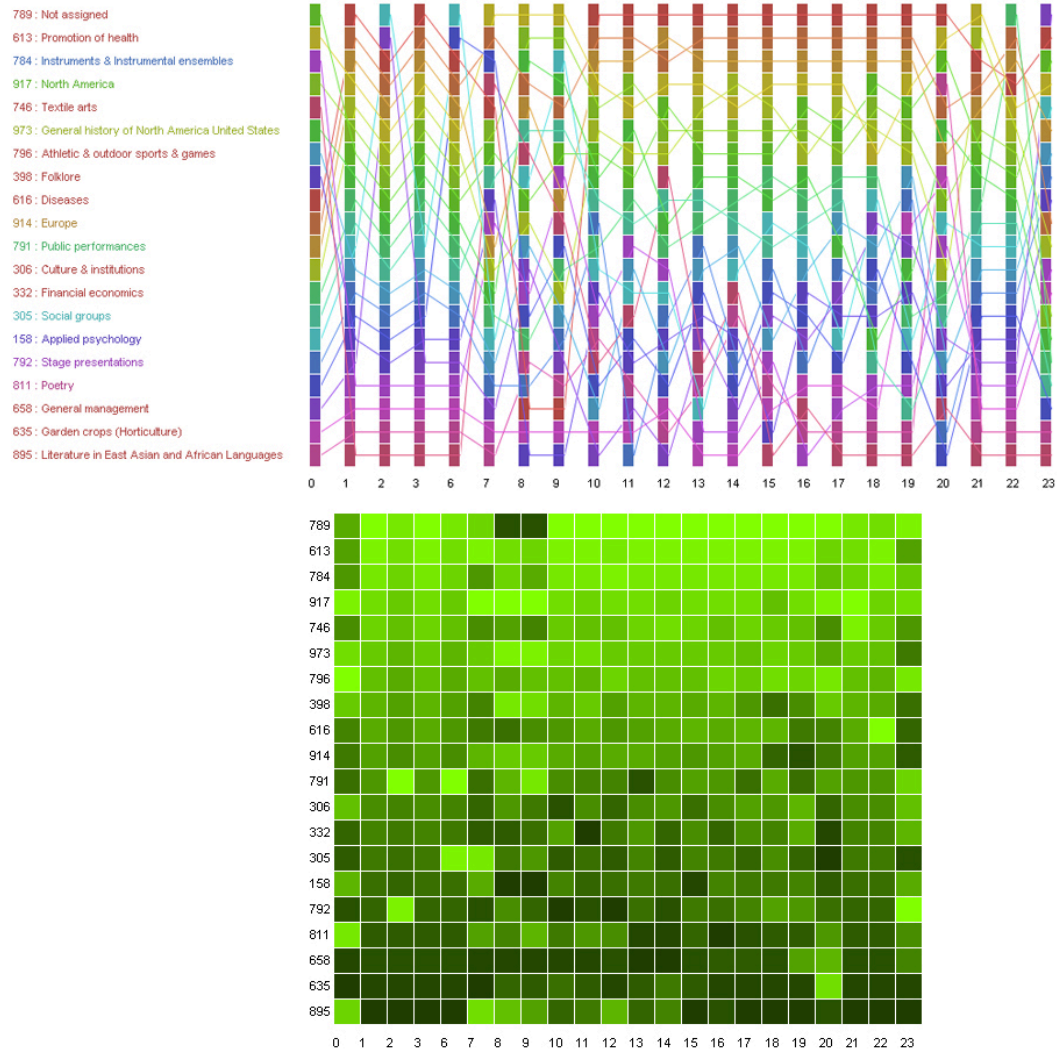 789 : Not assigned
613 : Promotion of health
784 : Instruments & Instrumental ensembles
917 : North America
746 : Textile arts
973 : General history of North America United States
796 : Athletic & outdoor sports & games
398 : Folklore
616 : Diseases
914 : Europe
791 : Public performances
306 : Culture & institutions
332 : Financial economics
305 : Social groups
158 : Applied psychology
792 : Stage presentations
811 : Poetry
658 : General management
635 : Garden crops (Horticulture)
895 : Literature in East Asian and African Languages
0 1 2 3 6 7 8 9 10 11 12 13 14 15 16 17 18 19 20 21 22 23
789
613
784
917
746
973
796
398
616
914
791
306
332
305
158
792
811
658
635
895
0 1 2 3 6 7 8 9 10 11 12 13 14 15 16 17 18 19 20 21 22 23